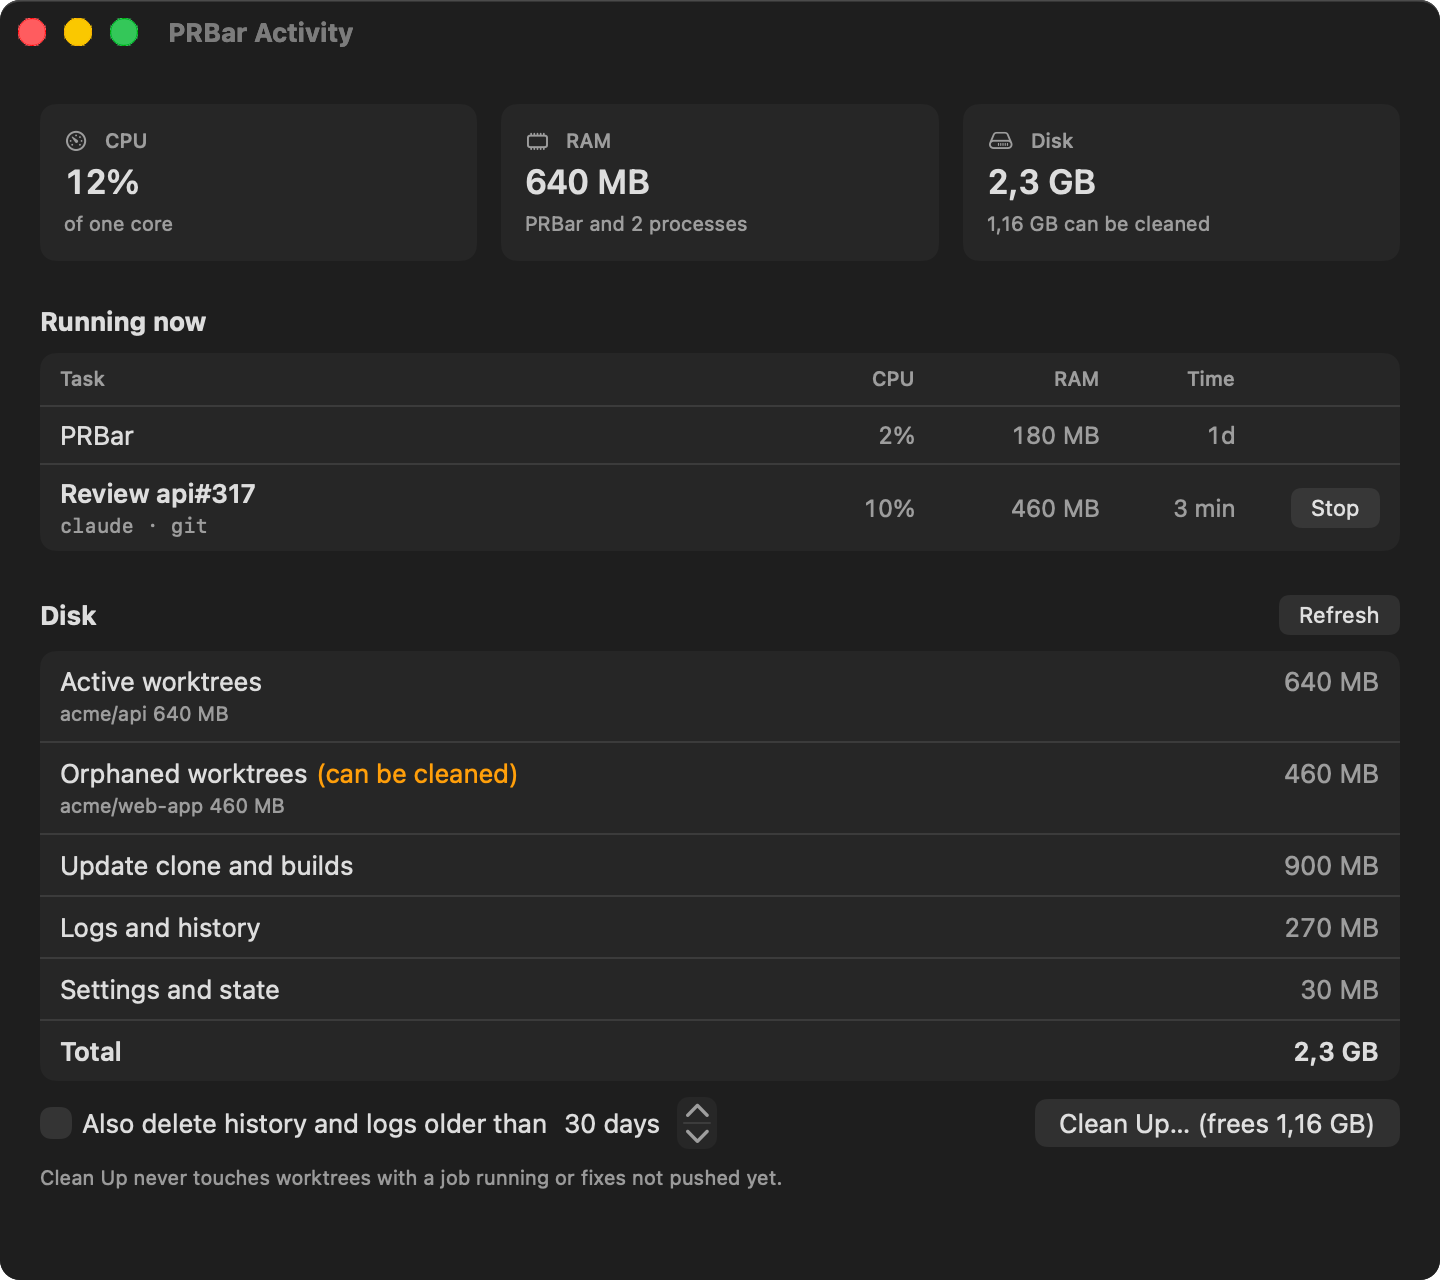 PRBar Activity
CPU
12%
of one core
RAM
640 MB
PRBar and 2 processes
Disk
2,3 GB
1,16 GB can be cleaned
Running now
Task CPU RAM Time
PRBar 2% 180 MB 1d
Review api#317 10% 460 MB 3 min Stop
claude · git
Disk Refresh
Active worktrees 640 MB
acme/api 640 MB
Orphaned worktrees (can be cleaned) 460 MB
acme/web-app 460 MB
Update clone and builds 900 MB
Logs and history 270 MB
Settings and state 30 MB
Total 2,3 GB
Also delete history and logs older than 30 days Clean Up... (frees 1,16 GB)
Clean Up never touches worktrees with a job running or fixes not pushed yet.